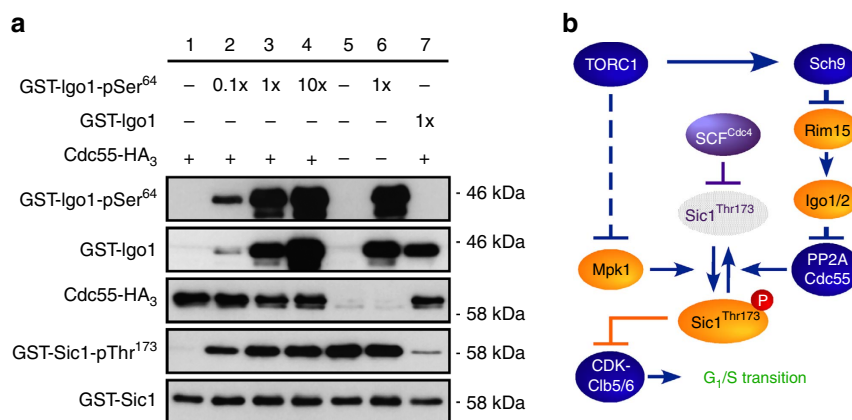 a
1 2 3 4 5 6 7
GST-Igo1-pSer64 – 0.1x 1x 10x – 1x –
GST-Igo1 – – – – – – 1x
Cdc55-HA3 + + + + – – +
GST-Igo1-pSer64 - 46 kDa
GST-Igo1 - 46 kDa
Cdc55-HA3 - 58 kDa
GST-Sic1-pThr173 - 58 kDa
GST-Sic1 - 58 kDa
b
TORC1
Sch9
Rim15
SCFCdc4
Igo1/2
Sic1Thr173
Mpk1
PP2A
Cdc55
P
Sic1Thr173
CDK-
Clb5/6
G1/S transition